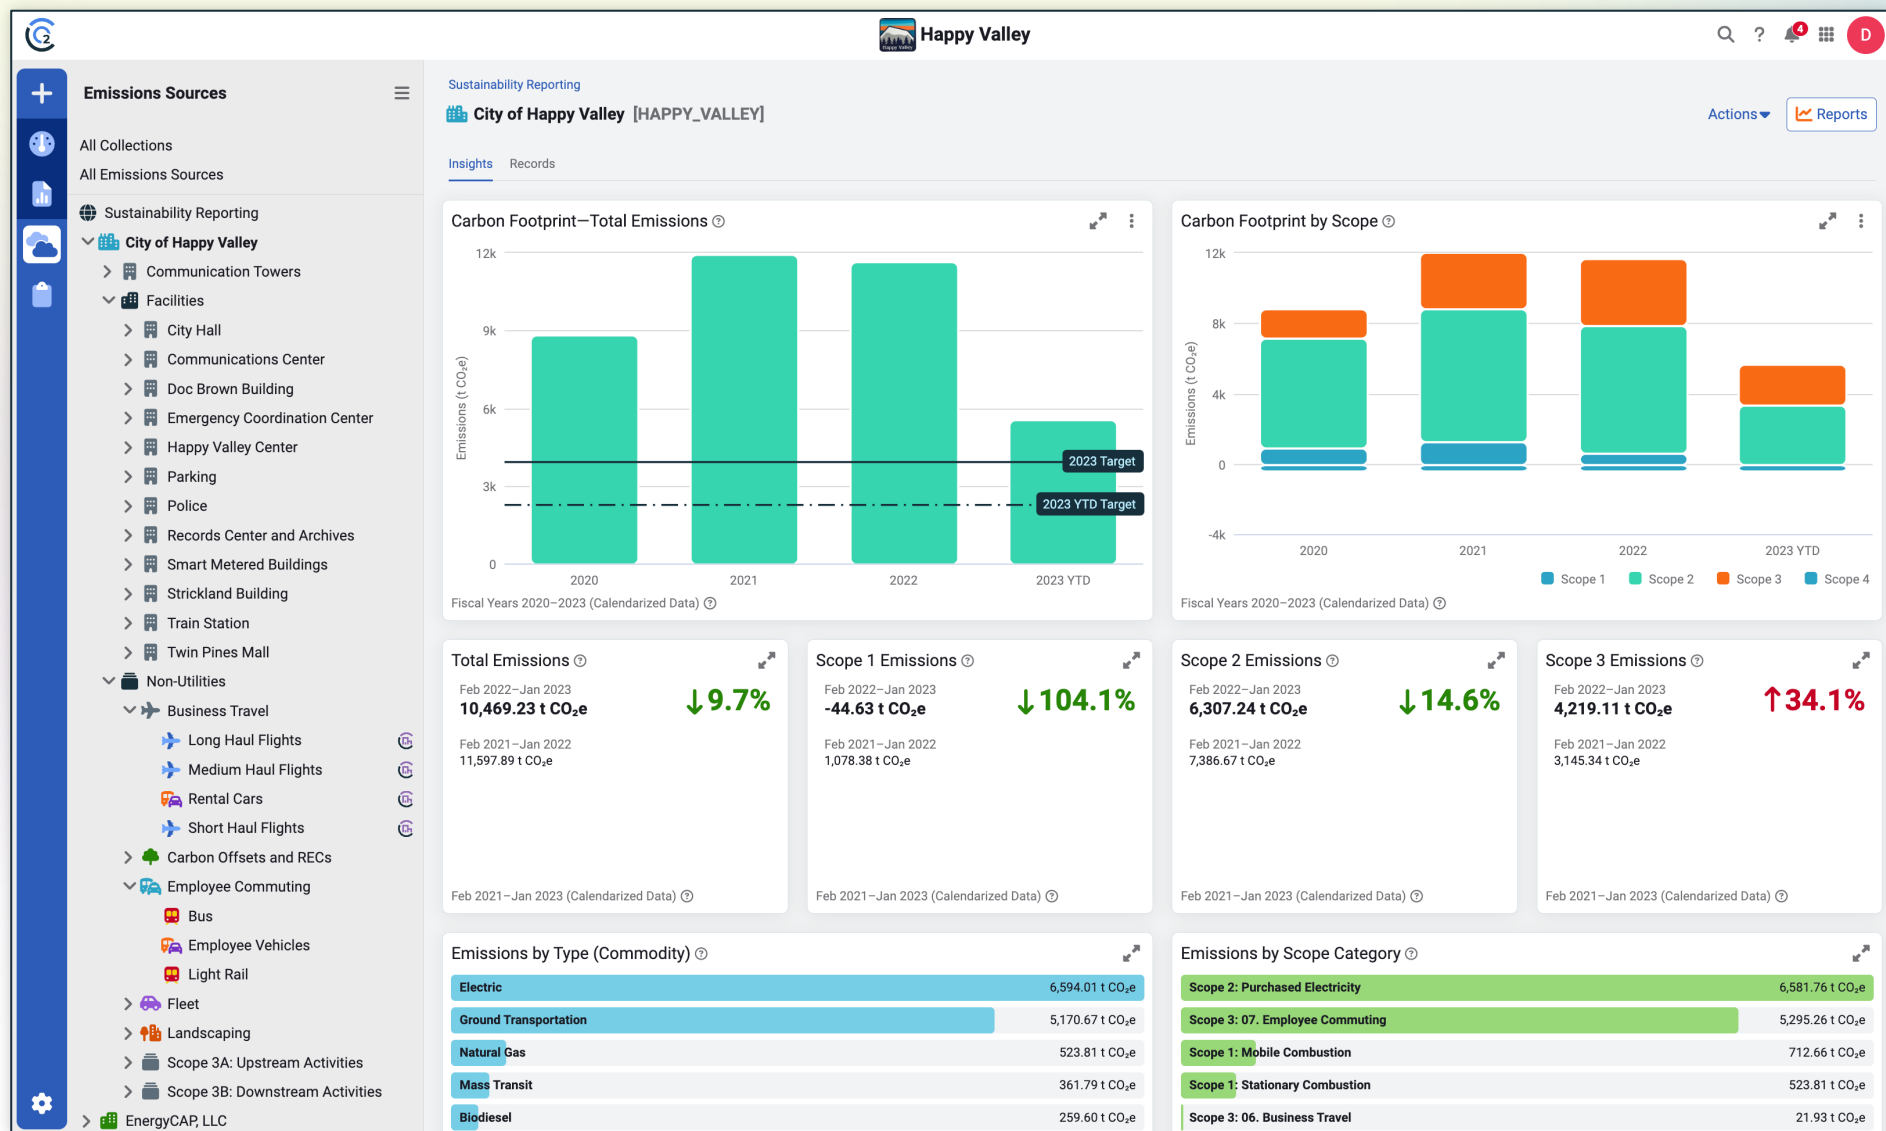 Happy Valley
4
D
Emissions Sources
All Collections
All Emissions Sources
Sustainability Reporting
City of Happy Valley
Communication Towers
Facilities
City Hall
Communications Center
Doc Brown Building
Emergency Coordination Center
Happy Valley Center
Parking
Police
Records Center and Archives
Smart Metered Buildings
Strickland Building
Train Station
Twin Pines Mall
Non-Utilities
Business Travel
Long Haul Flights
Medium Haul Flights
Rental Cars
Short Haul Flights
Carbon Offsets and RECs
Employee Commuting
Bus
Employee Vehicles
Light Rail
Fleet
Landscaping
Scope 3A: Upstream Activities
Scope 3B: Downstream Activities
EnergyCAP, LLC
Sustainability Reporting
City of Happy Valley [HAPPY_VALLEY]
Actions
Reports
Insights Records
Carbon Footprint—Total Emissions
12k
9k
6k
3k
0
Emissions (t CO₂e)
2023 Target
2023 YTD Target
2020 2021 2022 2023 YTD
Fiscal Years 2020–2023 (Calendarized Data)
Carbon Footprint by Scope
12k
8k
4k
0
-4k
Emissions (t CO₂e)
2020 2021 2022 2023 YTD
Scope 1 Scope 2 Scope 3 Scope 4
Fiscal Years 2020–2023 (Calendarized Data)
Total Emissions
Feb 2022–Jan 2023
10,469.23 t CO₂e
↓9.7%
Feb 2021–Jan 2022
11,597.89 t CO₂e
Feb 2021–Jan 2023 (Calendarized Data)
Scope 1 Emissions
Feb 2022–Jan 2023
-44.63 t CO₂e
↓104.1%
Feb 2021–Jan 2022
1,078.38 t CO₂e
Feb 2021–Jan 2023 (Calendarized Data)
Scope 2 Emissions
Feb 2022–Jan 2023
6,307.24 t CO₂e
↓14.6%
Feb 2021–Jan 2022
7,386.67 t CO₂e
Feb 2021–Jan 2023 (Calendarized Data)
Scope 3 Emissions
Feb 2022–Jan 2023
4,219.11 t CO₂e
↑34.1%
Feb 2021–Jan 2022
3,145.34 t CO₂e
Feb 2021–Jan 2023 (Calendarized Data)
Emissions by Type (Commodity)
Electric 6,594.01 t CO₂e
Ground Transportation 5,170.67 t CO₂e
Natural Gas 523.81 t CO₂e
Mass Transit 361.79 t CO₂e
Biodiesel 259.60 t CO₂e
Emissions by Scope Category
Scope 2: Purchased Electricity 6,581.76 t CO₂e
Scope 3: 07. Employee Commuting 5,295.26 t CO₂e
Scope 1: Mobile Combustion 712.66 t CO₂e
Scope 1: Stationary Combustion 523.81 t CO₂e
Scope 3: 06. Business Travel 21.93 t CO₂e